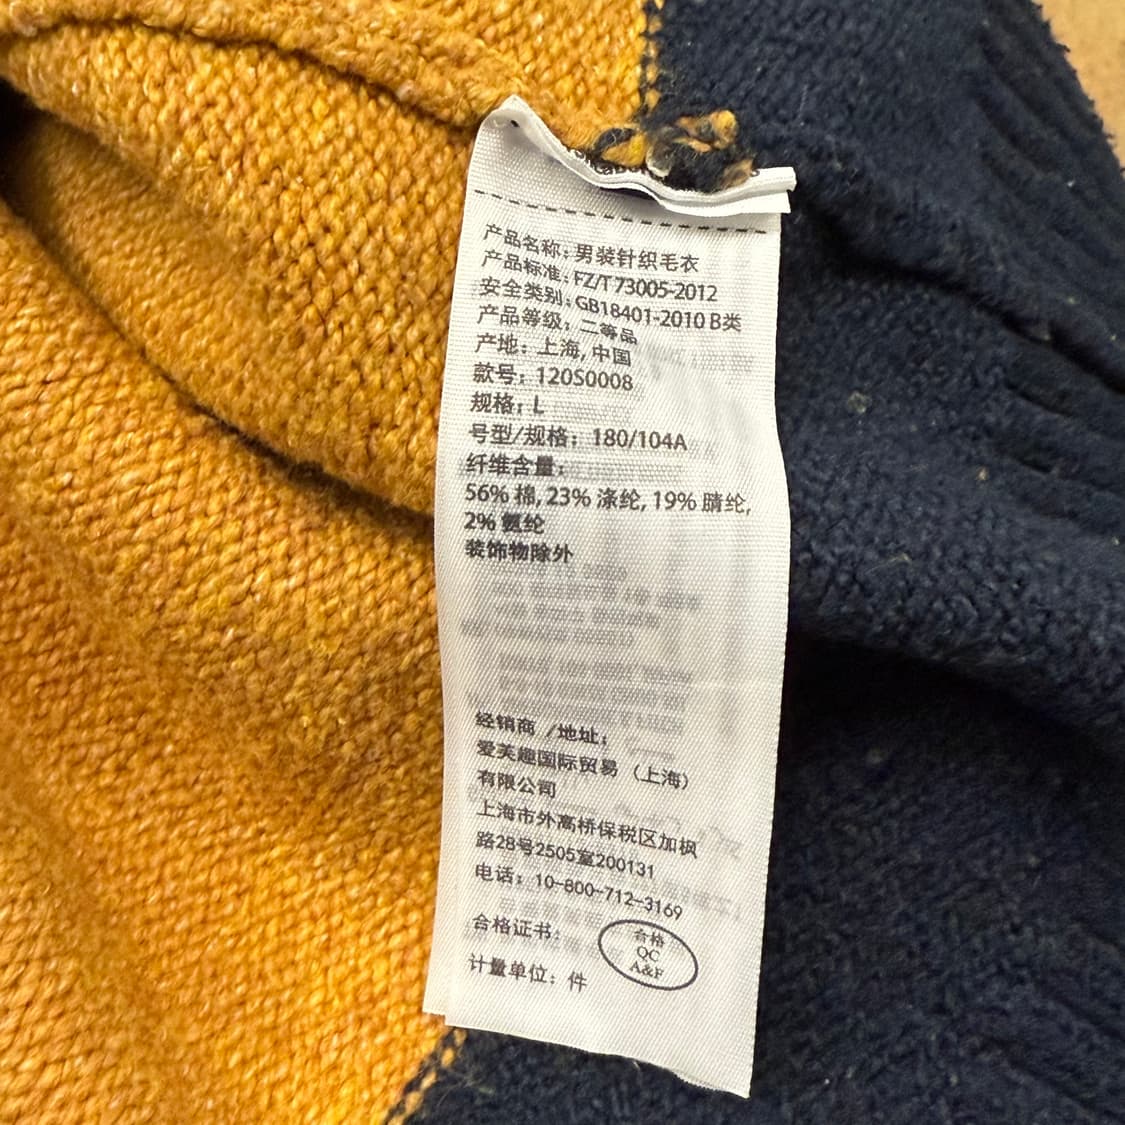 产品名称: 男装针织毛衣
产品标准: FZ/T 73005-2012
安全类别: GB18401-2010 B类
产品等级: 二等品
产地: 上海, 中国
款号: 120S0008
规格: L
号型/规格: 180/104A
纤维含量:
56% 棉, 23% 涤纶, 19% 腈纶,
2% 氨纶
装饰物除外
经销商 /地址:
爱芙趣国际贸易 (上海)
有限公司
上海市外高桥保税区加枫
路28号2505室200131
电话: 10-800-712-3169
合格证书:
合格
QC
A&F
计量单位: 件